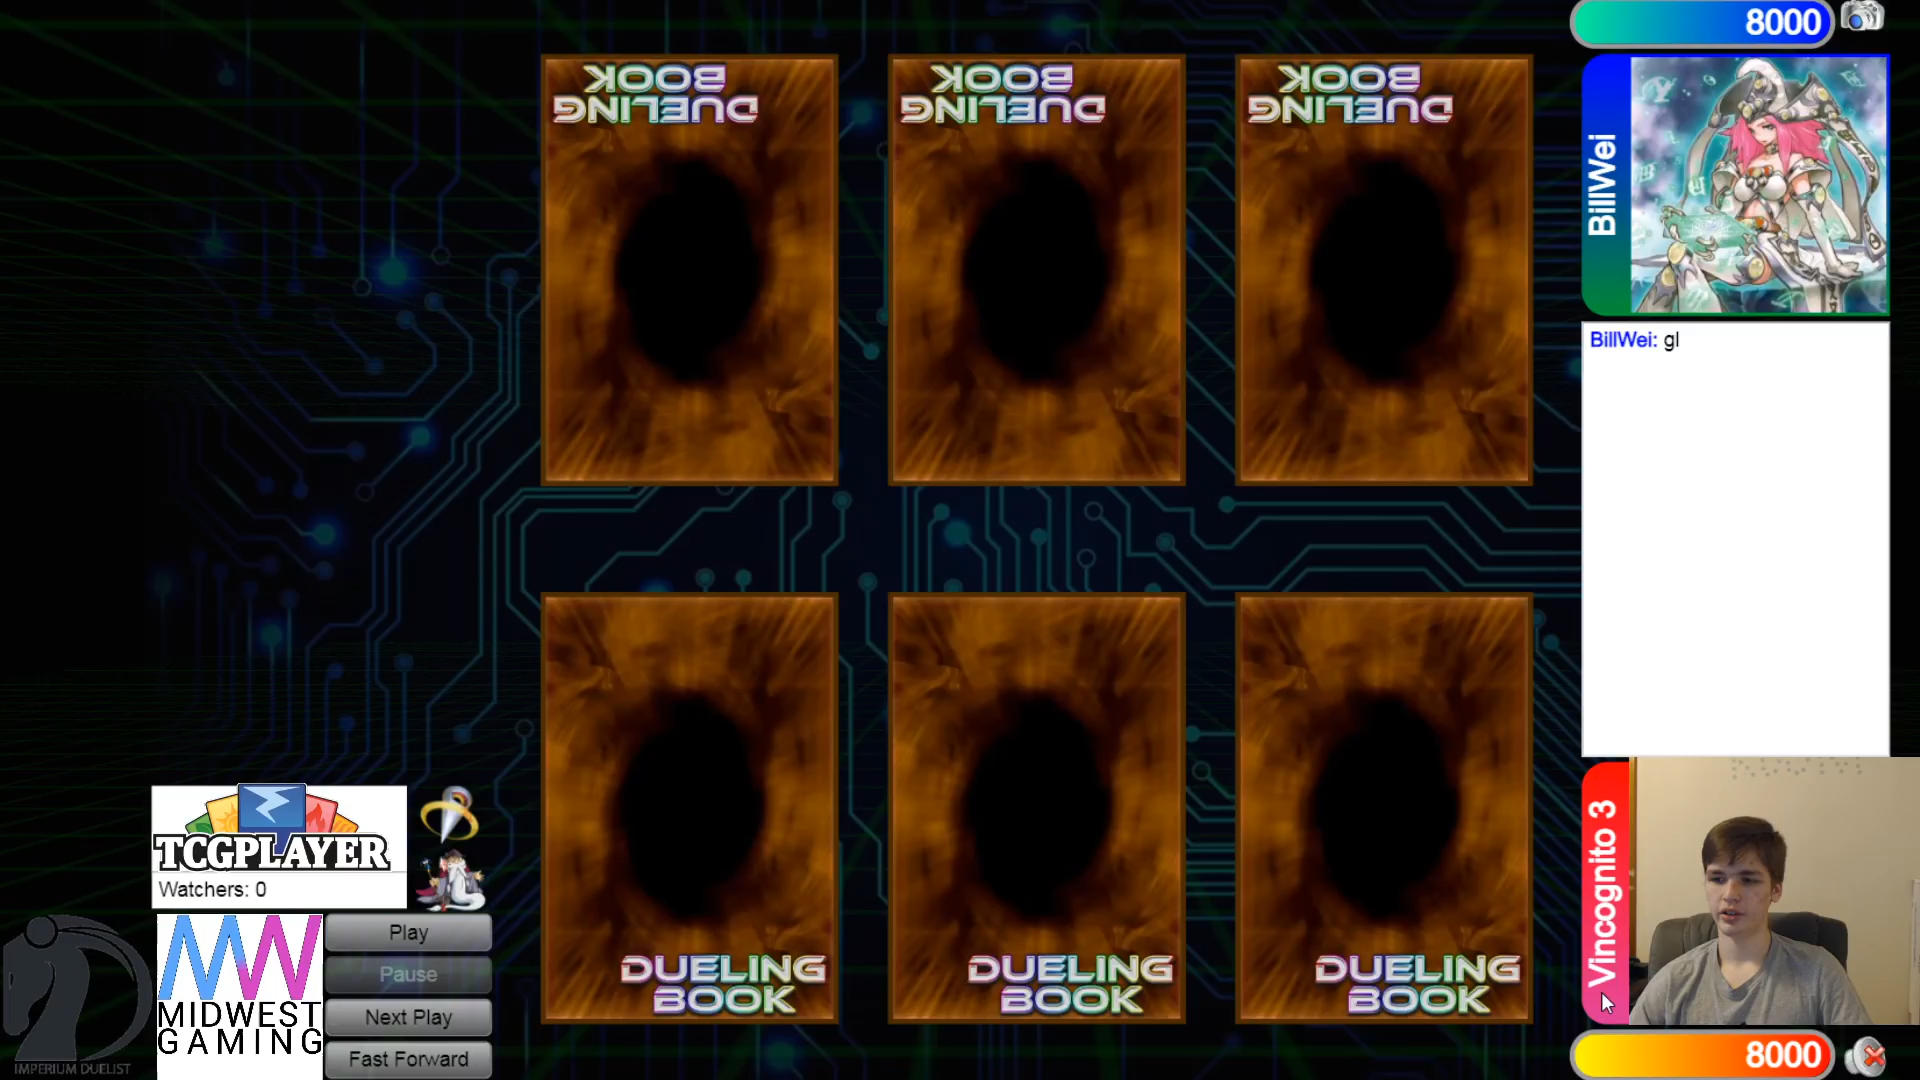 8000
BOOK
DUELING
BOOK
DUELING
BOOK
DUELING
BillWei
BillWei: gl
TCGPLAYER
Watchers: 0
MW
MIDWEST
GAMING
Play
Pause
Next Play
Fast Forward
IMPERIUM DUELIST
DUELING
BOOK
DUELING
BOOK
DUELING
BOOK
Vincognito 3
8000